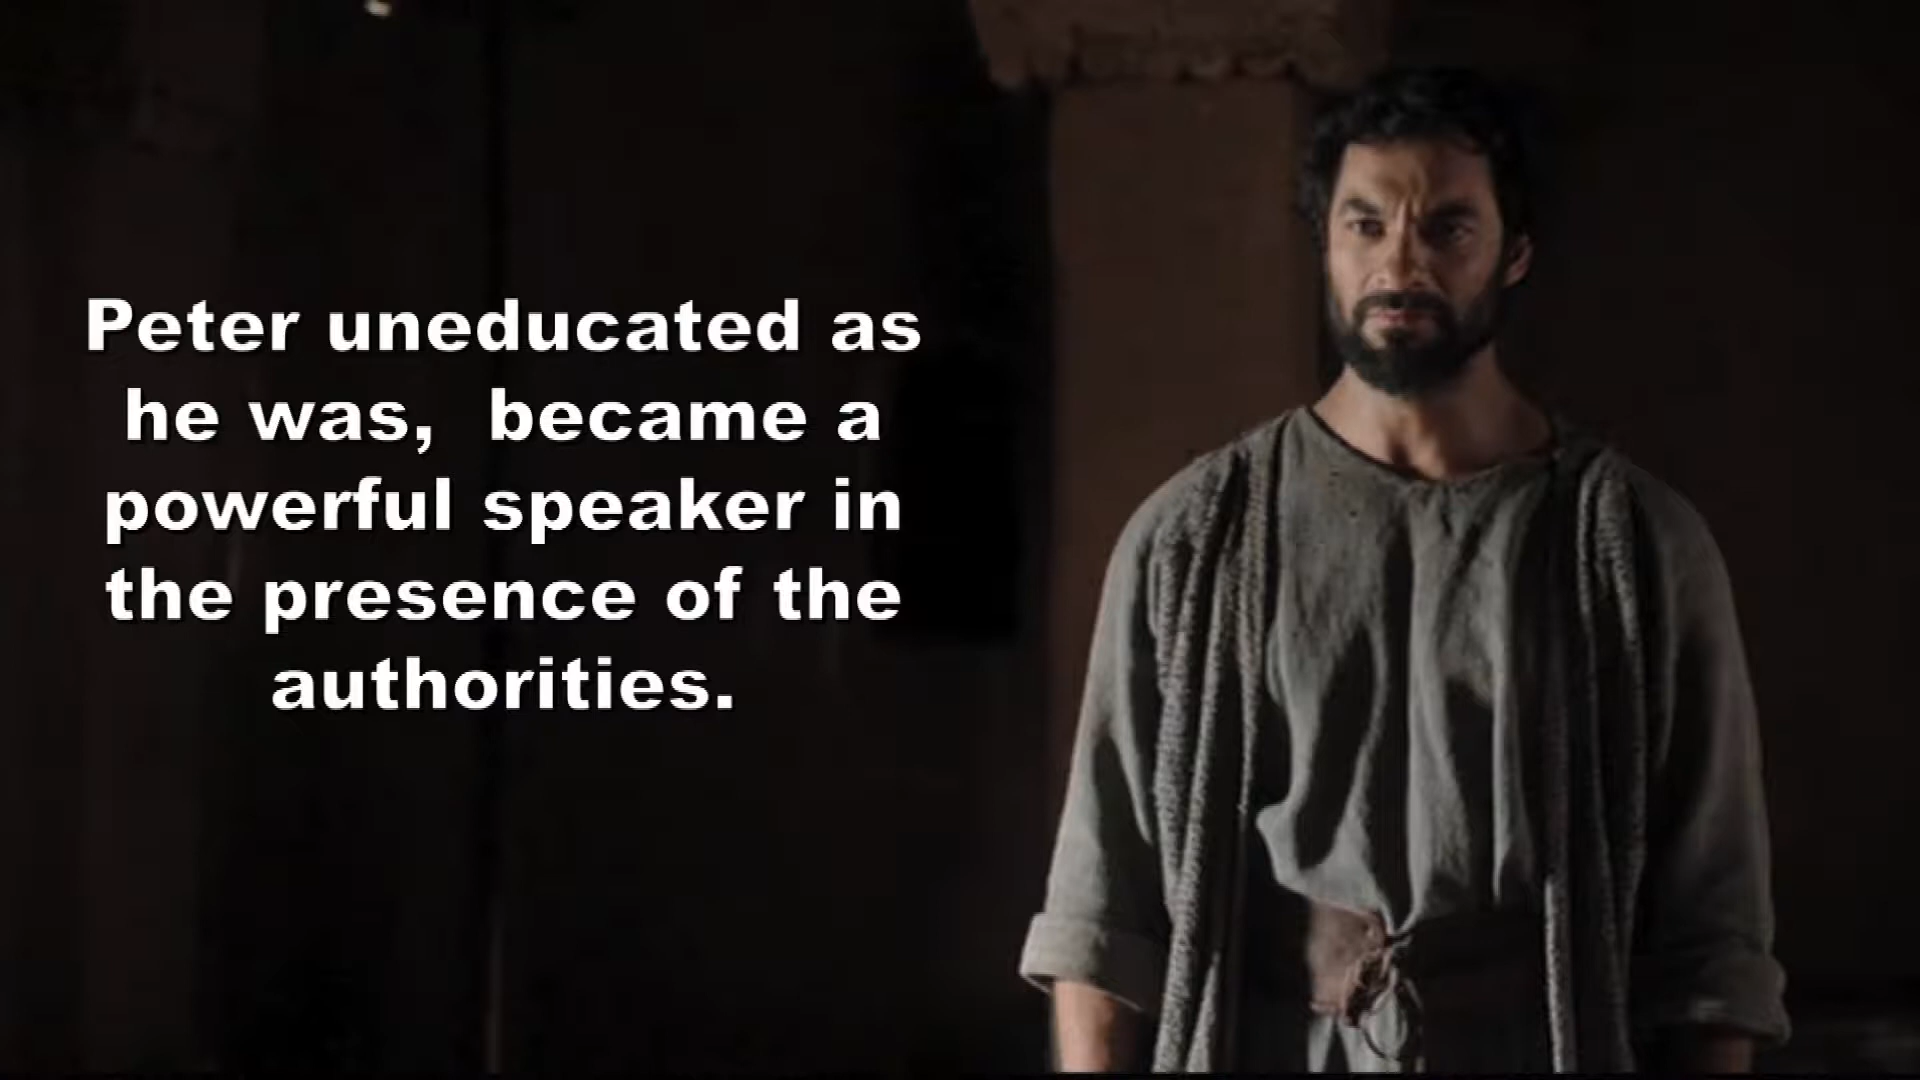 Peter uneducated as
he was,  became a
powerful speaker in
the presence of the
authorities.